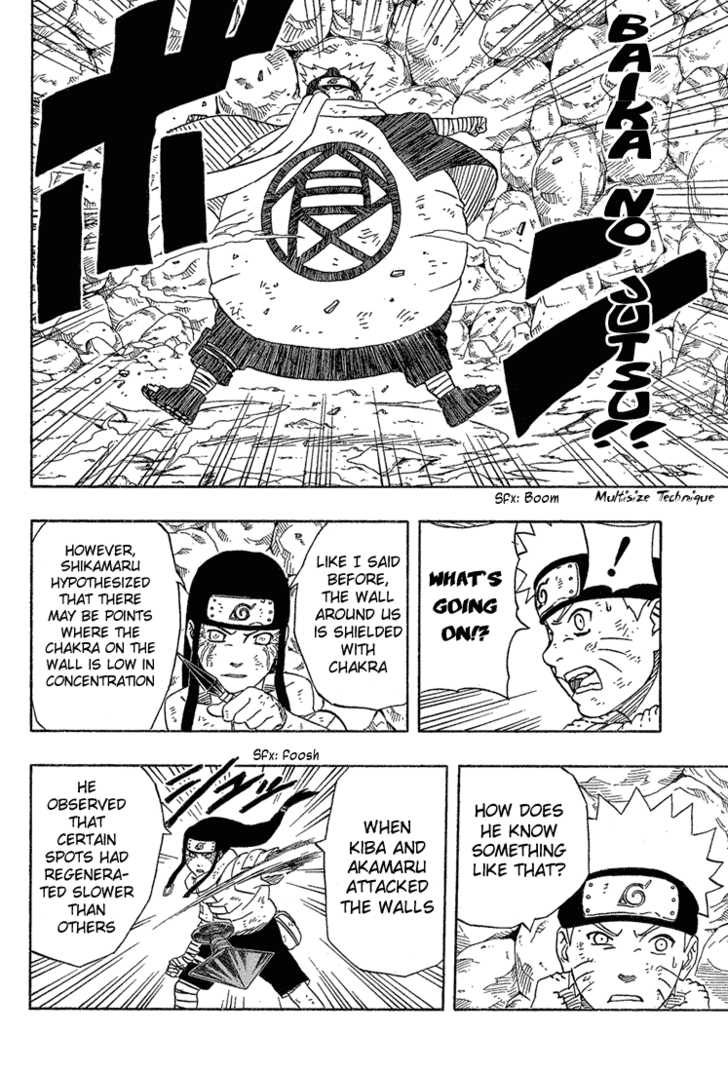 ボ
ン
BAIKA NO JUTSU!!
Sfx: Boom
Multisize Technique
!
WHAT'S
GOING
ON!?
LIKE I SAID
BEFORE,
THE WALL
AROUND US
IS SHIELDED
WITH
CHAKRA
HOWEVER,
SHIKAMARU
HYPOTHESIZED
THAT THERE
MAY BE POINTS
WHERE THE
CHAKRA ON THE
WALL IS LOW IN
CONCENTRATION
HOW DOES
HE KNOW
SOMETHING
LIKE THAT?
Sfx: foosh
WHEN
KIBA AND
AKAMARU
ATTACKED
THE WALLS
HE
OBSERVED
THAT
CERTAIN
SPOTS HAD
REGENERA-
TED SLOWER
THAN
OTHERS